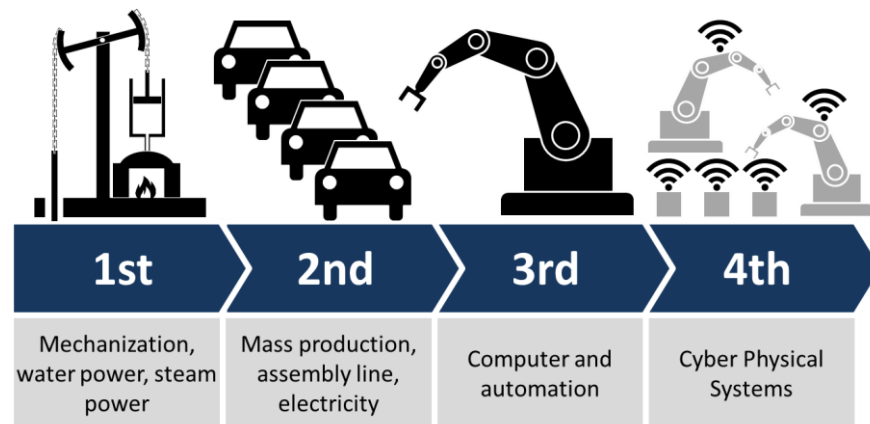 1st
2nd
3rd
4th
Mechanization,
water power, steam
power
Mass production,
assembly line,
electricity
Computer and
automation
Cyber Physical
Systems